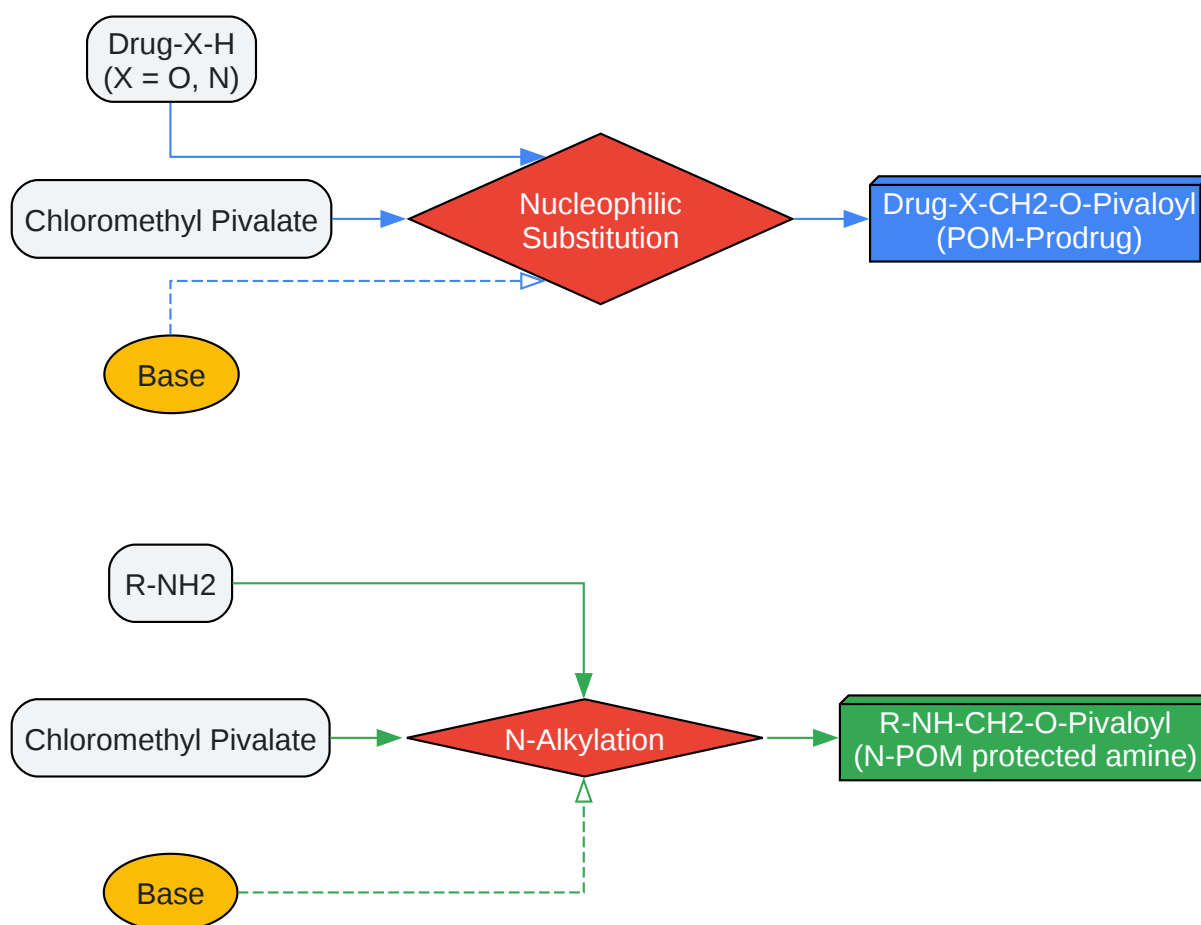 Drug-X-H
(X = O, N)
Chloromethyl Pivalate
Nucleophilic
Substitution
Drug-X-CH2-O-Pivaloyl
(POM-Prodrug)
Base
R-NH2
Chloromethyl Pivalate
N-Alkylation
R-NH-CH2-O-Pivaloyl
(N-POM protected amine)
Base